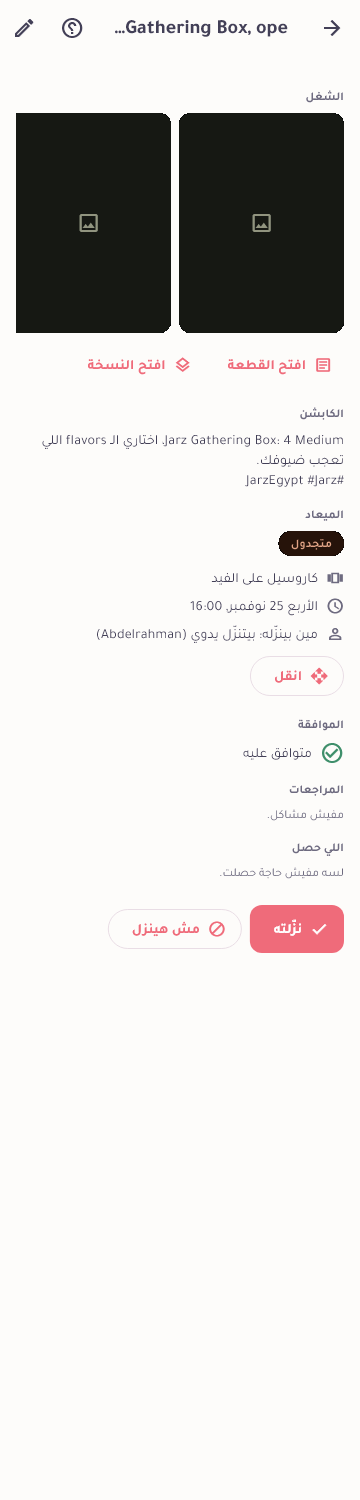 Gathering Box, ope...
الشغل
افتح القطعة
افتح النسخة
الكابشن
Jarz Gathering Box: 4 Medium. اختاري الـ flavors اللي
تعجب ضيوفك.
#Jarz #JarzEgypt
الميعاد
متجدول
كاروسيل على الفيد
الأربع 25 نوفمبر، 16:00
مين بينزّله: بيتنزّل يدوي (Abdelrahman)
انقل
الموافقة
متوافق عليه
المراجعات
مفيش مشاكل.
اللي حصل
لسه مفيش حاجة حصلت.
نزّلته
مش هينزل